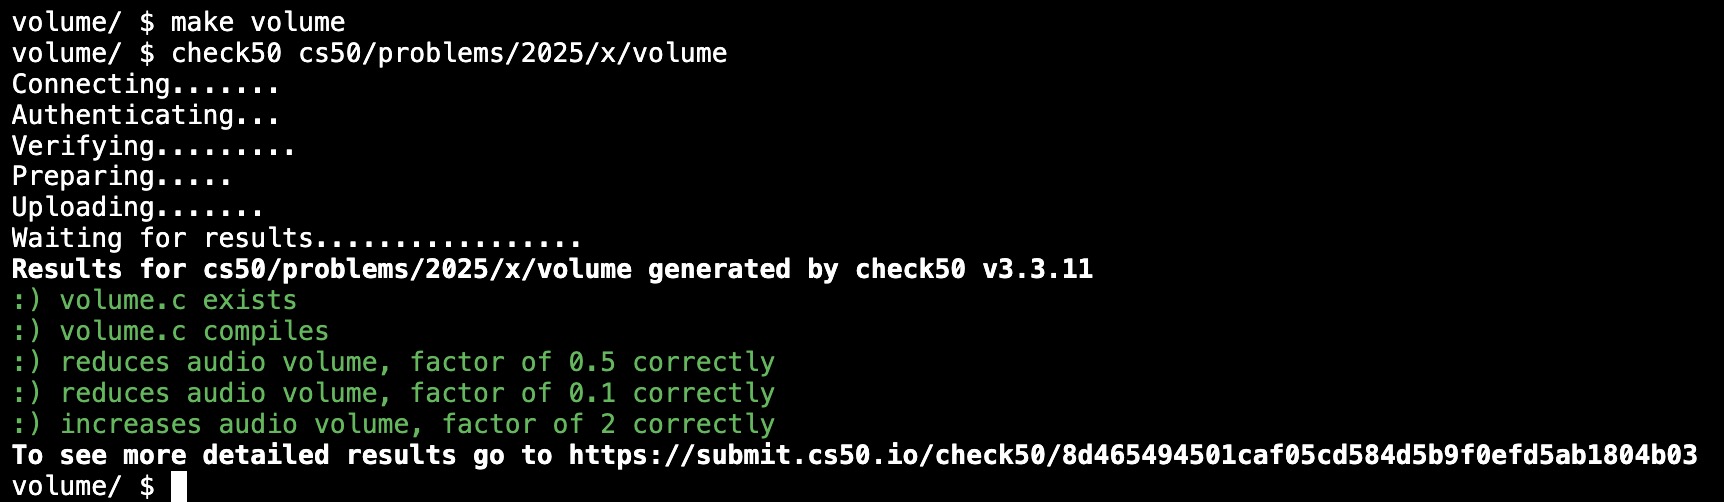 volume/ $ make volume
volume/ $ check50 cs50/problems/2025/x/volume
Connecting.......
Authenticating...
Verifying.........
Preparing.....
Uploading.......
Waiting for results.................
Results for cs50/problems/2025/x/volume generated by check50 v3.3.11
:) volume.c exists
:) volume.c compiles
:) reduces audio volume, factor of 0.5 correctly
:) reduces audio volume, factor of 0.1 correctly
:) increases audio volume, factor of 2 correctly
To see more detailed results go to https://submit.cs50.io/check50/8d465494501caf05cd584d5b9f0efd5ab1804b03
volume/ $